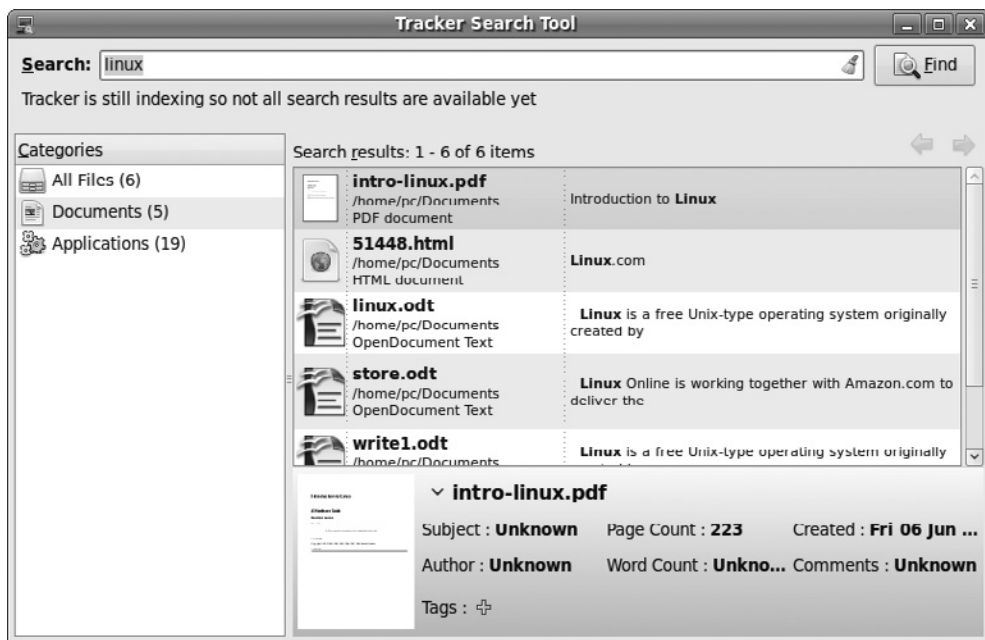 Tracker Search Tool
Search: linux
Find
Tracker is still indexing so not all search results are available yet
Categories
All Files (6)
Documents (5)
Applications (19)
Search results: 1 - 6 of 6 items
intro-linux.pdf
/home/pc/Documents
PDF document
Introduction to Linux
51448.html
/home/pc/Documents
HTML document
Linux.com
linux.odt
/home/pc/Documents
OpenDocument Text
Linux is a free Unix-type operating system originally
created by
store.odt
/home/pc/Documents
OpenDocument Text
Linux Online is working together with Amazon.com to
deliver the
write1.odt
/home/pc/Documents
Linux is a free Unix-type operating system originally
intro-linux.pdf
Subject : Unknown Page Count : 223 Created : Fri 06 Jun ...
Author : Unknown Word Count : Unkno... Comments : Unknown
Tags :